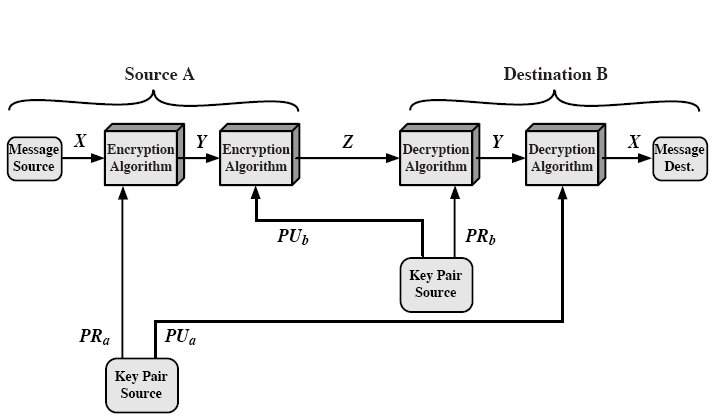 Source A
Destination B
Message
Source
X
Encryption
Algorithm
Y
Encryption
Algorithm
Z
Decryption
Algorithm
Y
Decryption
Algorithm
X
Message
Dest.
PUb
PRb
Key Pair
Source
PRa
PUa
Key Pair
Source